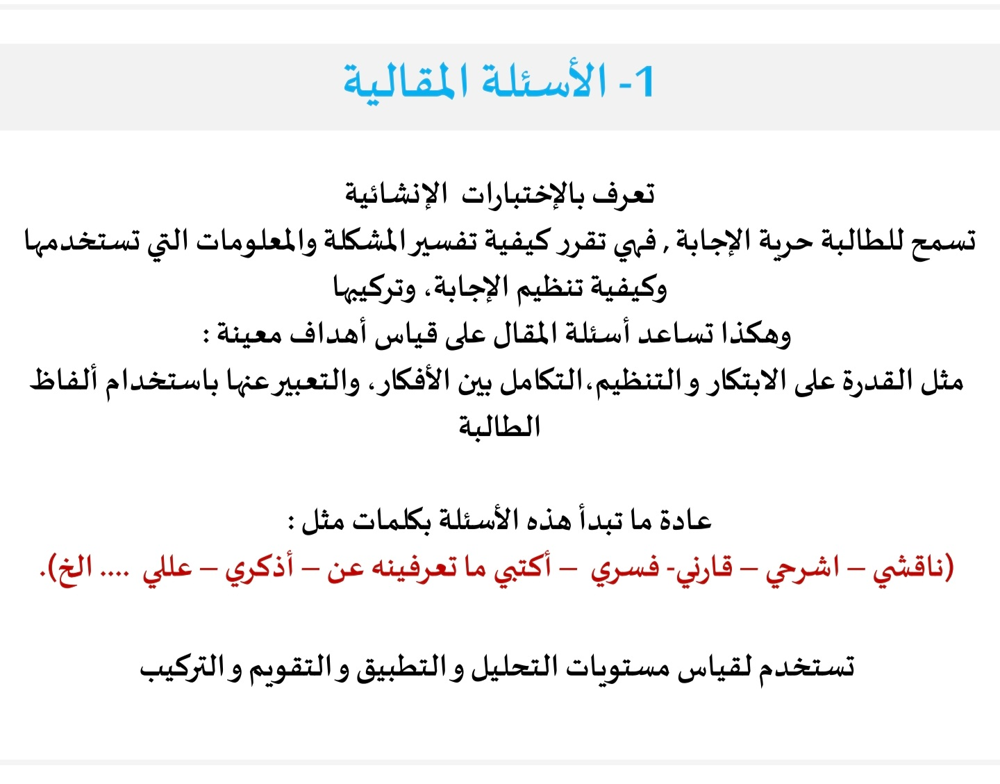 1- الأسئلة المقالية
تعرف بالإختبارات الإنشائية
تسمح للطالبة حرية الإجابة , فهي تقرر كيفية تفسير المشكلة والمعلومات التي تستخدمها
وكيفية تنظيم الإجابة، وتركيبها
وهكذا تساعد أسئلة المقال على قياس أهداف معينة :
مثل القدرة على الابتكار و التنظيم،التكامل بين الأفكار، والتعبير عنها باستخدام ألفاظ
الطالبة
عادة ما تبدأ هذه الأسئلة بكلمات مثل :
(ناقشي – اشرحي – قارني- فسري – أكتبي ما تعرفينه عن – أذكري – عللي .... الخ).
تستخدم لقياس مستويات التحليل و التطبيق و التقويم و التركيب